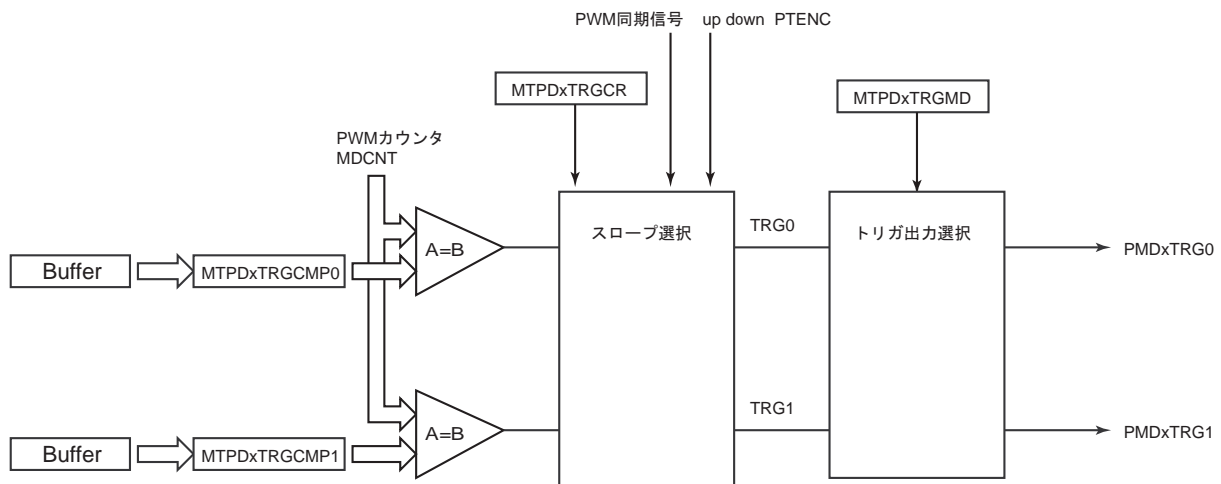 PWM同期信号 up down PTENC
MTPDxTRGCR
MTPDxTRGMD
PWMカウンタ
MDCNT
スロープ選択
TRG0
トリガ出力選択
A=B
PMDxTRG0
Buffer
MTPDxTRGCMP0
TRG1
A=B
PMDxTRG1
Buffer
MTPDxTRGCMP1